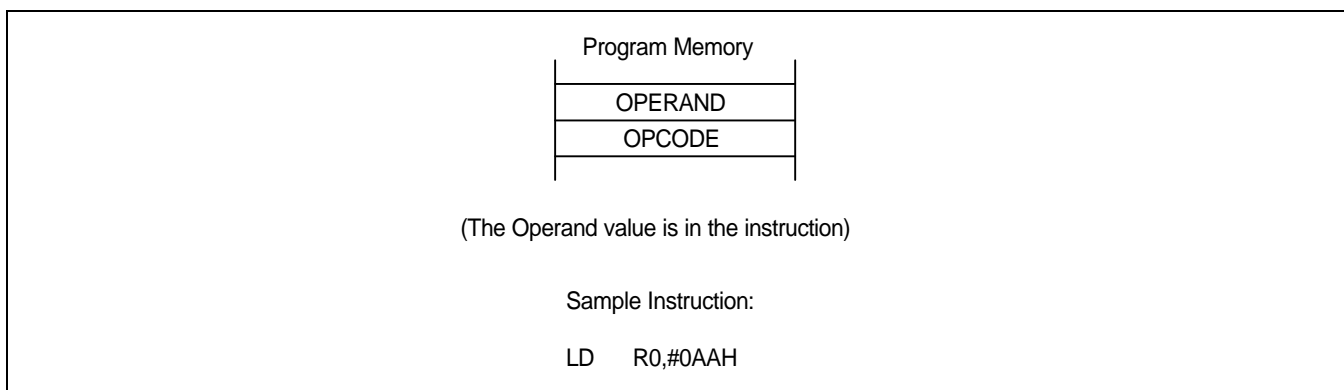 Program Memory
OPERAND
OPCODE
(The Operand value is in the instruction)
Sample Instruction:
LD R0,#0AAH